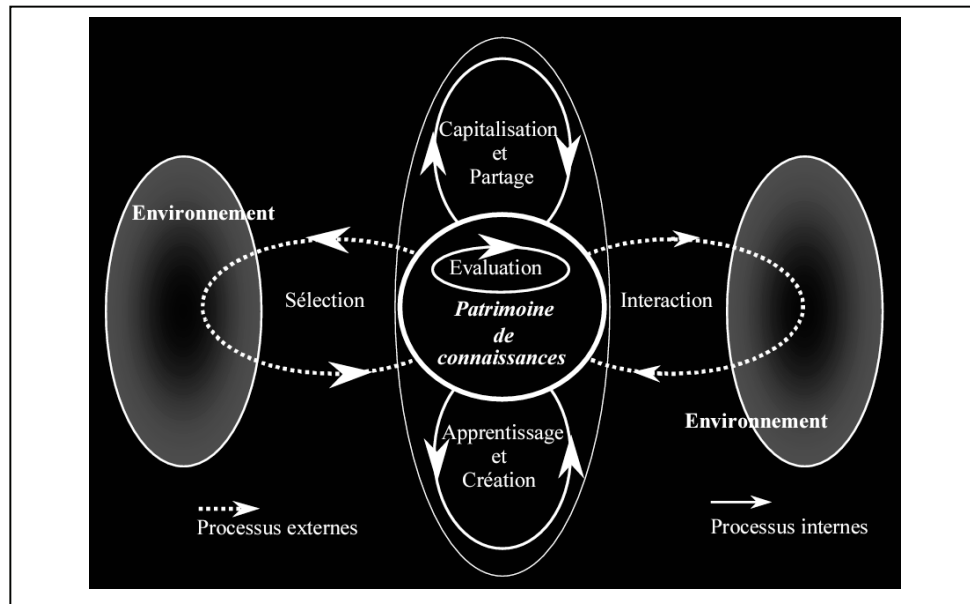 Capitalisation
et
Partage
Environnement
Evaluation
Sélection
Patrimoine
de
connaissances
Interaction
Environnement
Apprentissage
et
Création
Processus externes
Processus internes